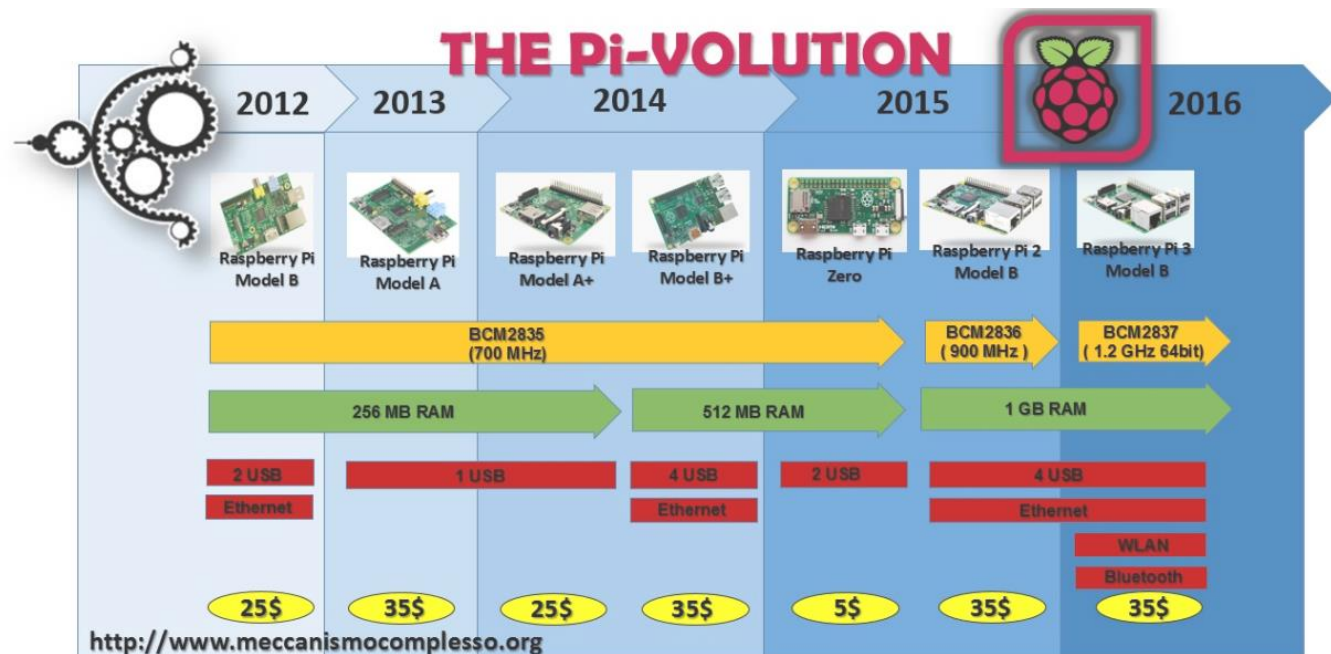 THE Pi-VOLUTION
2012
2013
2014
2015
2016
Raspberry Pi
Model B
Raspberry Pi
Model A
Raspberry Pi
Model A+
Raspberry Pi
Model B+
Raspberry Pi
Zero
Raspberry Pi 2
Model B
Raspberry Pi 3
Model B
BCM2835
(700 MHz)
BCM2836
( 900 MHz )
BCM2837
( 1.2 GHz 64bit)
256 MB RAM
512 MB RAM
1 GB RAM
2 USB
1 USB
4 USB
2 USB
4 USB
Ethernet
Ethernet
Ethernet
WLAN
Bluetooth
25$
35$
25$
35$
5$
35$
35$
http://www.meccanismocomplesso.org